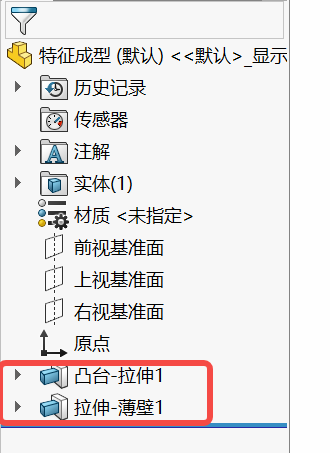 特征成型 (默认) <<默认>_显示
历史记录
传感器
注解
实体(1)
材质 <未指定>
前视基准面
上视基准面
右视基准面
原点
凸台-拉伸1
拉伸-薄壁1